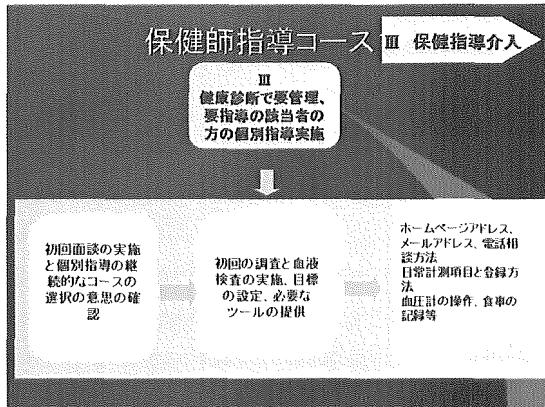 保健師指導コース
Ⅲ 保健指導介入
Ⅲ
健康診断で要管理、
要指導の該当者の
方の個別指導実施
初回面談の実施
と個別指導の継
続的なコースの
選択の意思の確
認
初回の調査と血液
検査の実施、目標
の設定、必要な
ツールの提供
ホームページアドレス、
メールアドレス、電話相
談方法
日常計測項目と登録方
法
血圧計の操作、食事の
記録等